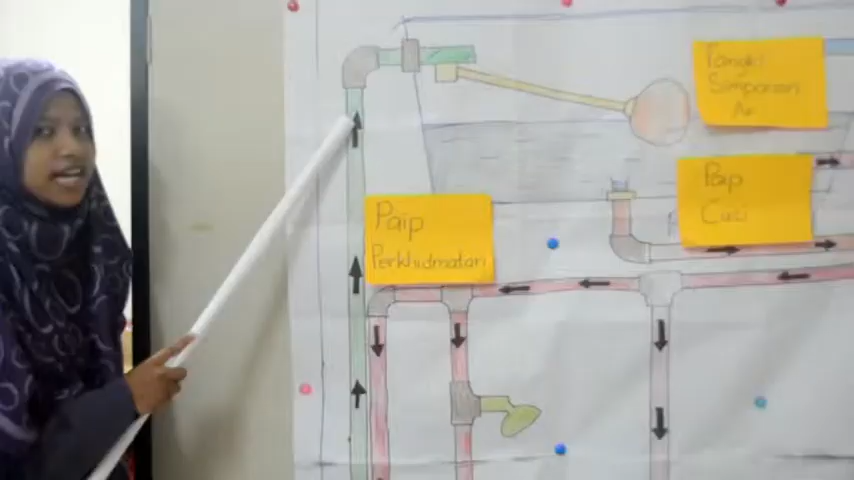 Tangki
Simpanan
Air
Paip
Cuci
Paip
Perkhidmatan